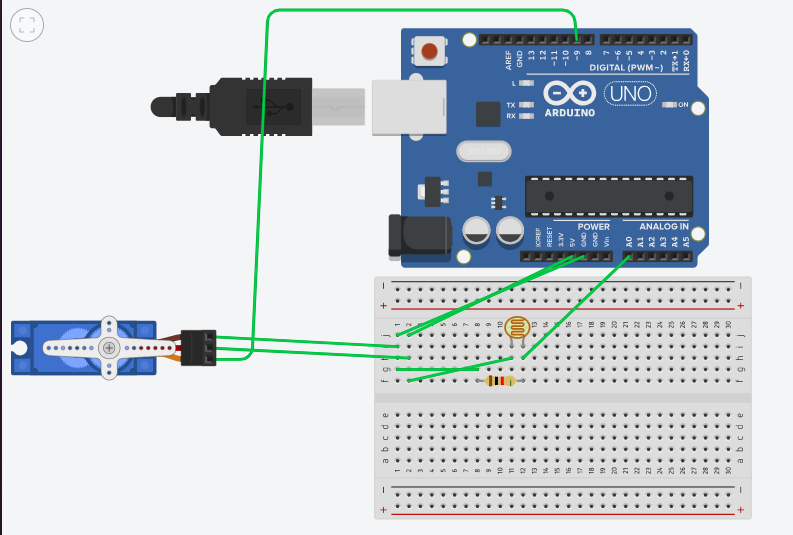 AREF GND 13 12 ~11 ~10 ~9 8 7 ~6 ~5 4 ~3 2 TX→1 RX←0
DIGITAL (PWM~)
L
TX
RX
ARDUINO
UNO
ON
POWER
ANALOG IN
IOREF RESET 3.3V 5V GND GND Vin A0 A1 A2 A3 A4 A5
1 2 3 4 5 6 7 8 9 10 11 12 13 14 15 16 17 18 19 20 21 22 23 24 25 26 27 28 29 30
j j
i i
h h
g g
f f
e e
d d
c c
b b
a a
1 2 3 4 5 6 7 8 9 10 11 12 13 14 15 16 17 18 19 20 21 22 23 24 25 26 27 28 29 30